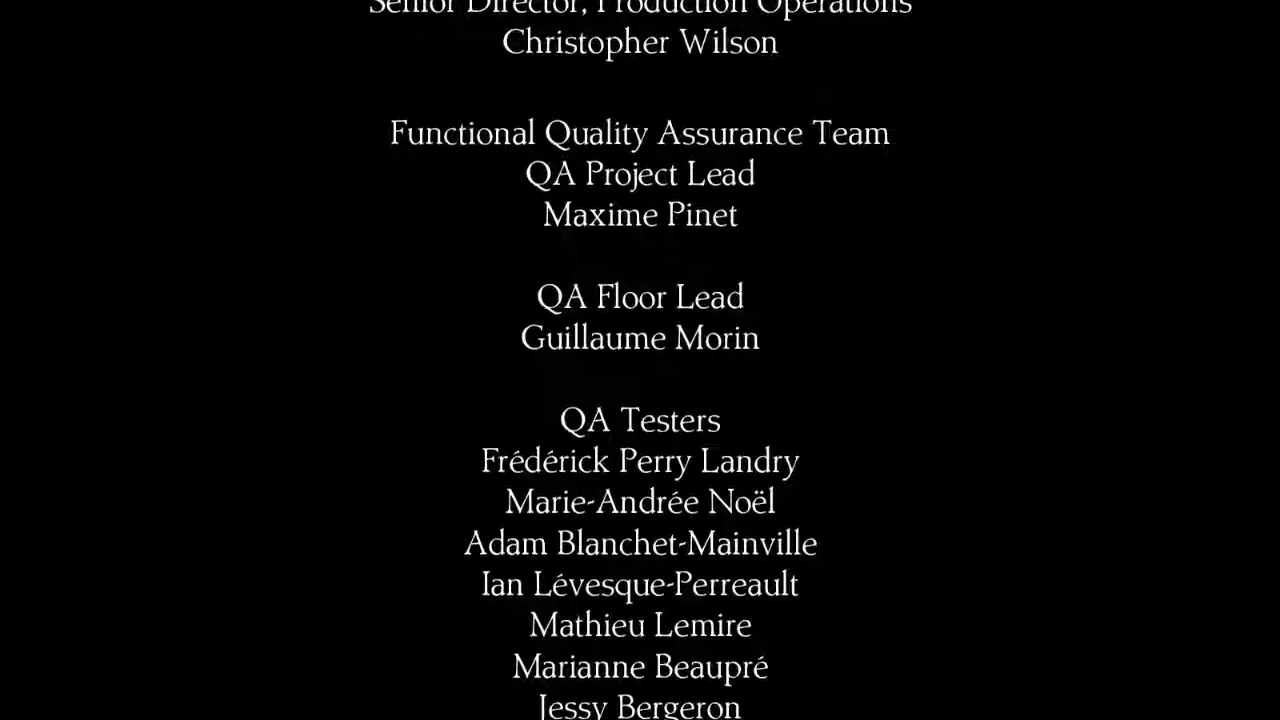 Senior Director, Production Operations
Christopher Wilson
Functional Quality Assurance Team
QA Project Lead
Maxime Pinet
QA Floor Lead
Guillaume Morin
QA Testers
Frédérick Perry Landry
Marie-Andrée Noël
Adam Blanchet-Mainville
Ian Lévesque-Perreault
Mathieu Lemire
Marianne Beaupré
Jessy Bergeron